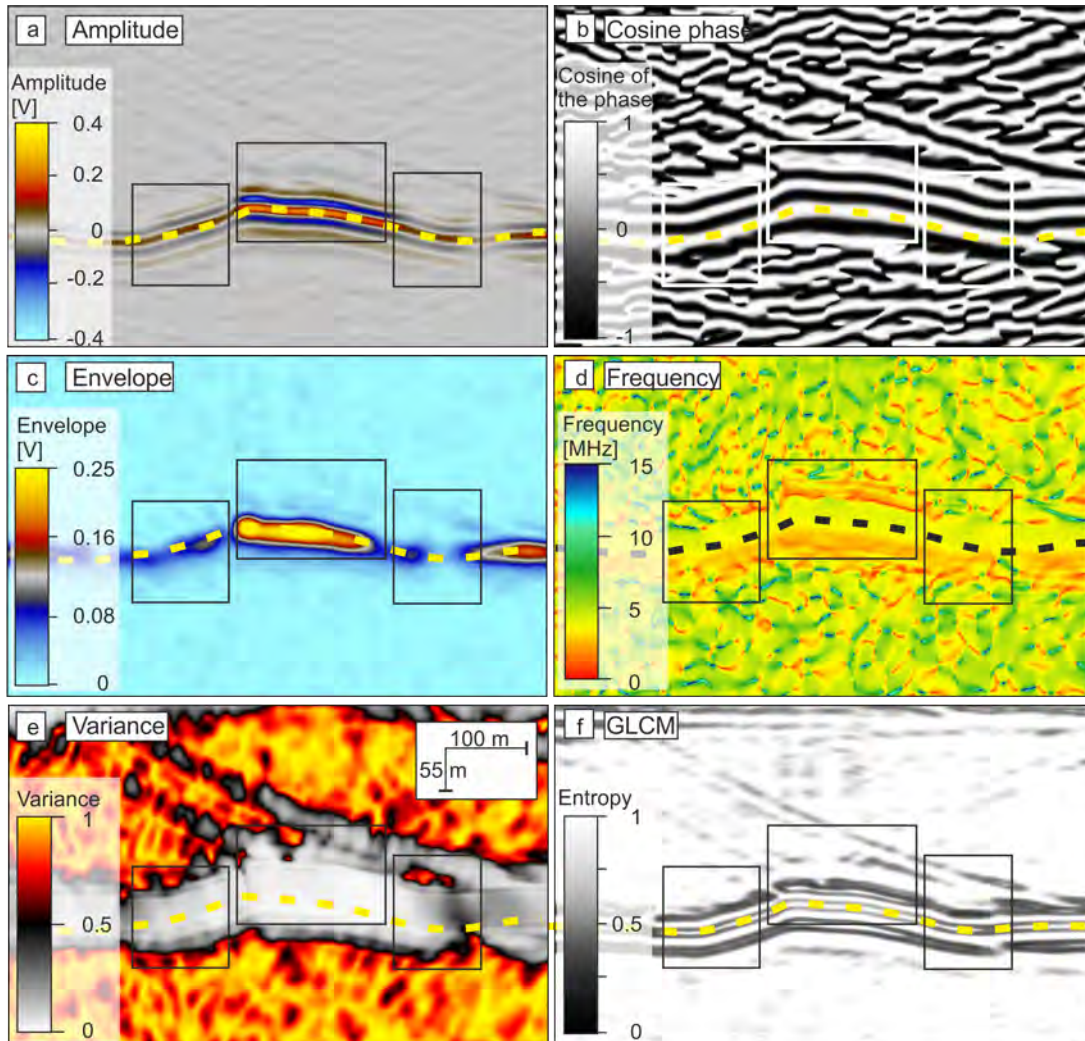 a Amplitude
Amplitude
[V]
0.4
0.2
0
-0.2
-0.4
b Cosine phase
Cosine of
the phase
1
0
-1
c Envelope
Envelope
[V]
0.25
0.16
0.08
0
d Frequency
Frequency
[MHz]
15
10
5
0
e Variance
100 m
55 m
Variance
1
0.5
0
f GLCM
Entropy
1
0.5
0